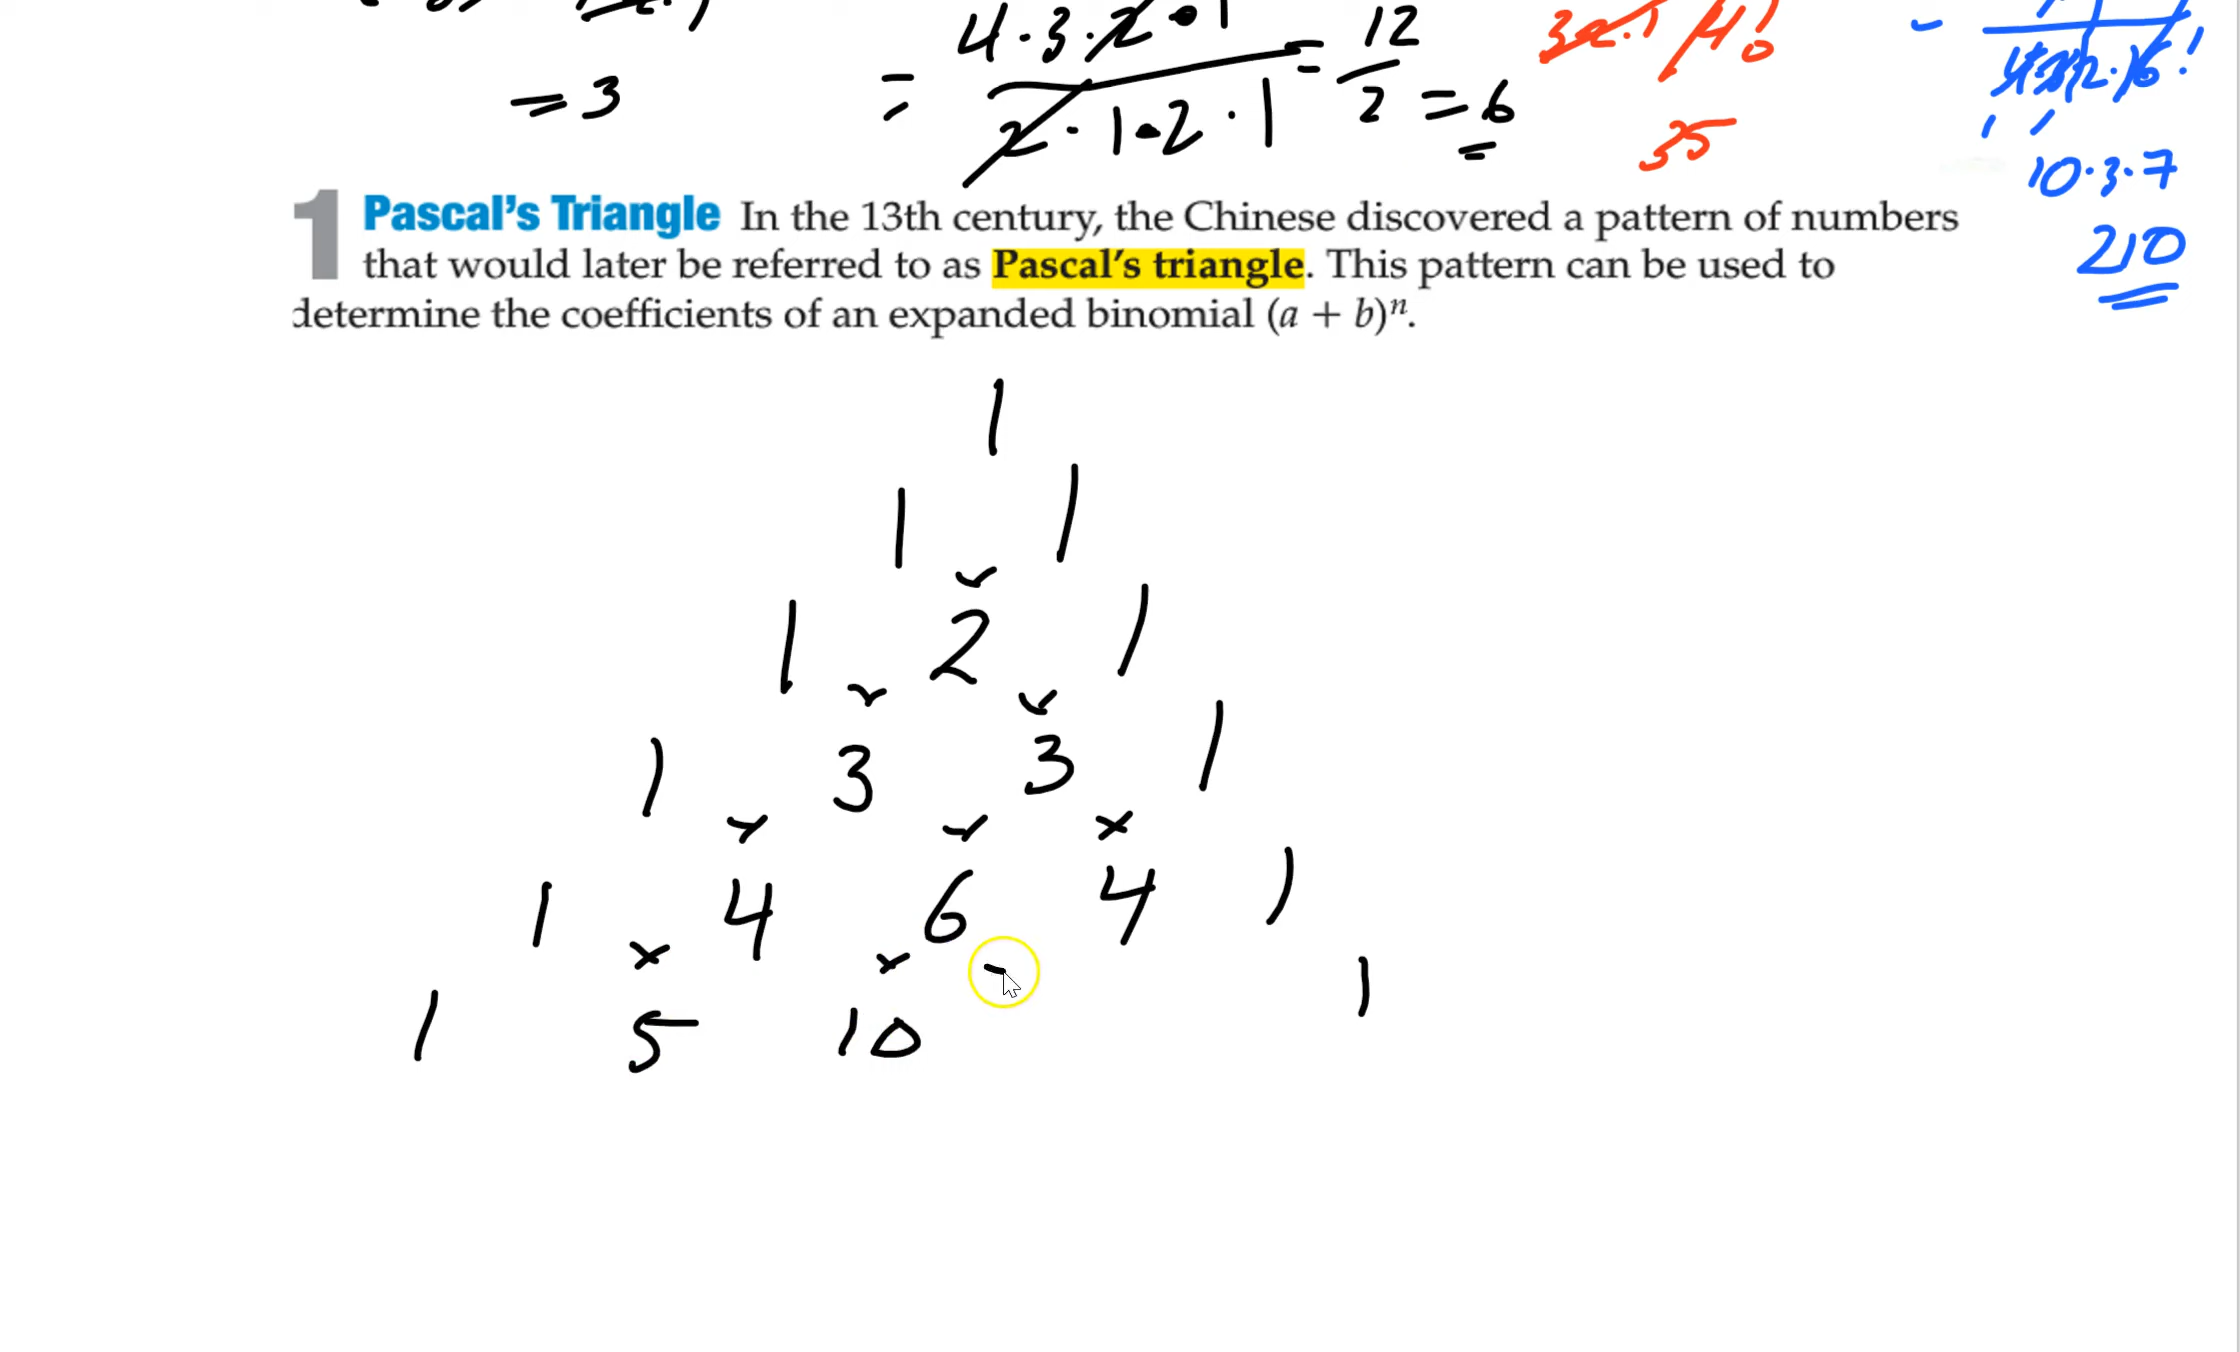 = 3
= 4·3·2·1 / 2·1·2·1 = 12/2 = 6
35
10·3·7
210
1 Pascal's Triangle In the 13th century, the Chinese discovered a pattern of numbers
that would later be referred to as Pascal's triangle. This pattern can be used to
determine the coefficients of an expanded binomial (a + b)ⁿ.
1
1 1
1 2 1
1 3 3 1
1 4 6 4 1
1 5 10 1